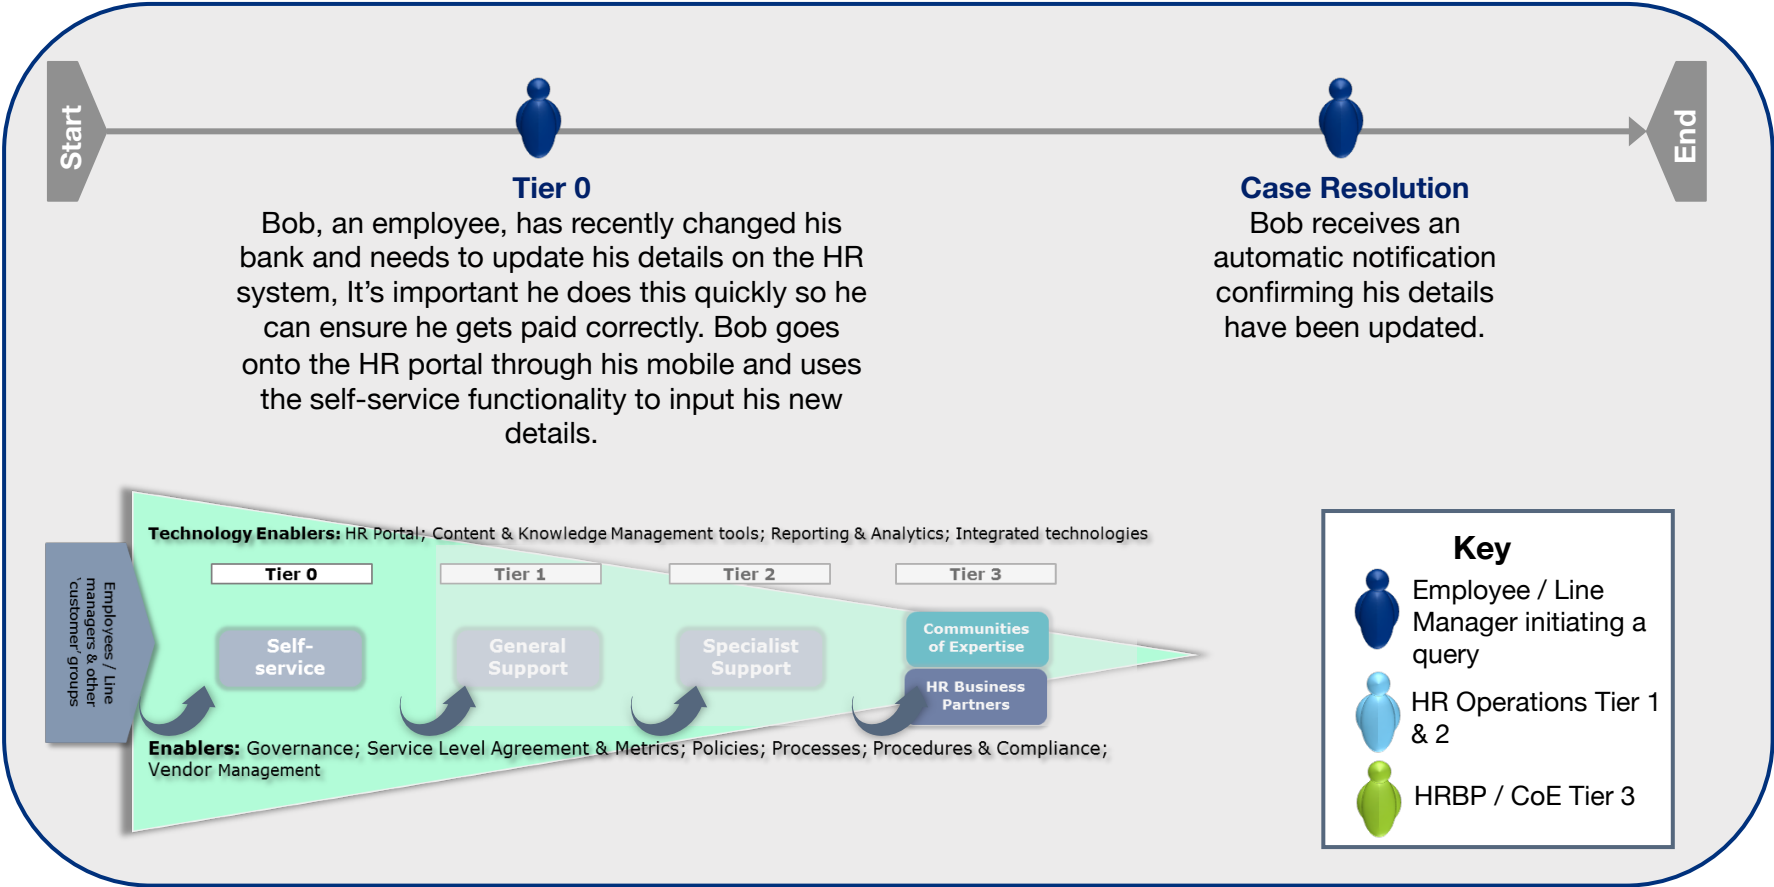 Start
End
Tier 0
Bob, an employee, has recently changed his
bank and needs to update his details on the HR
system, It’s important he does this quickly so he
can ensure he gets paid correctly. Bob goes
onto the HR portal through his mobile and uses
the self-service functionality to input his new
details.
Case Resolution
Bob receives an
automatic notification
confirming his details
have been updated.
Technology Enablers: HR Portal; Content & Knowledge Management tools; Reporting & Analytics; Integrated technologies
Employees / Line
managers & other
‘customer’ groups
Tier 0
Tier 1
Tier 2
Tier 3
Self-
service
General
Support
Specialist
Support
Communities
of Expertise
HR Business
Partners
Enablers: Governance; Service Level Agreement & Metrics; Policies; Processes; Procedures & Compliance;
Vendor Management
Key
Employee / Line
Manager initiating a
query
HR Operations Tier 1
& 2
HRBP / CoE Tier 3